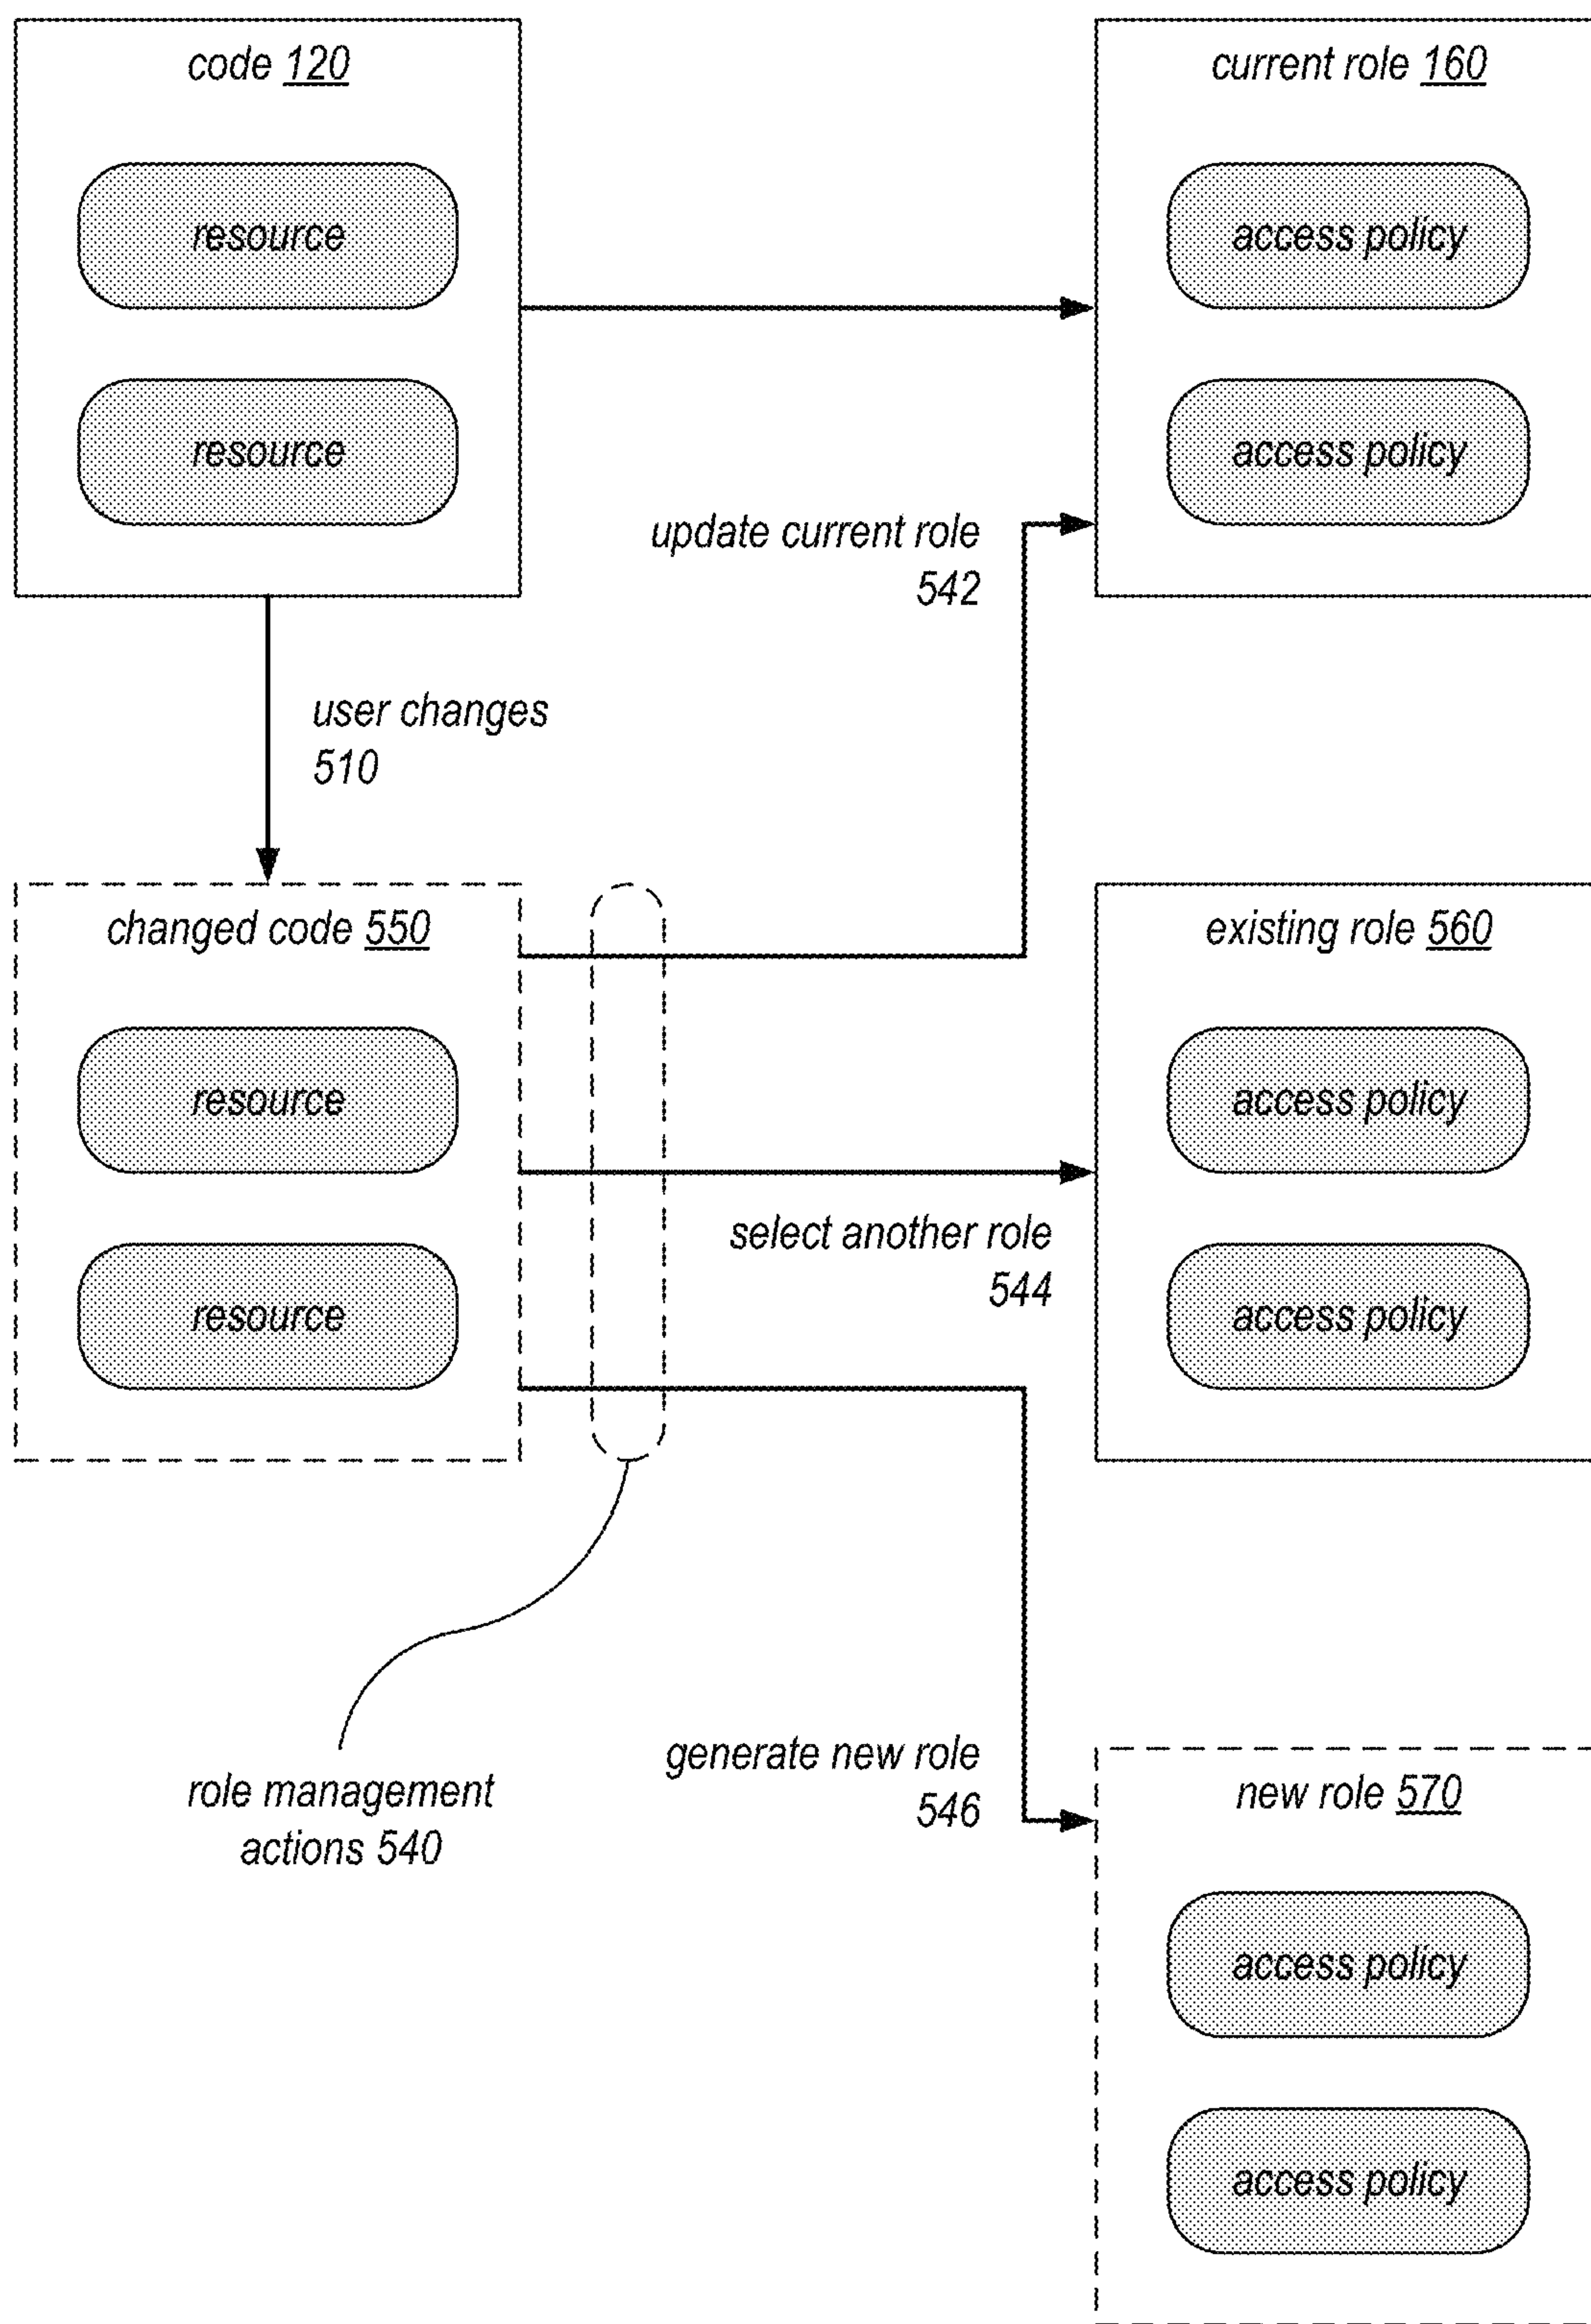 code 120
current role 160
resource
access policy
resource
access policy
update current role
542
user changes
510
changed code 550
existing role 560
resource
access policy
select another role
544
resource
access policy
generate new role
546
role management
actions 540
new role 570
access policy
access policy